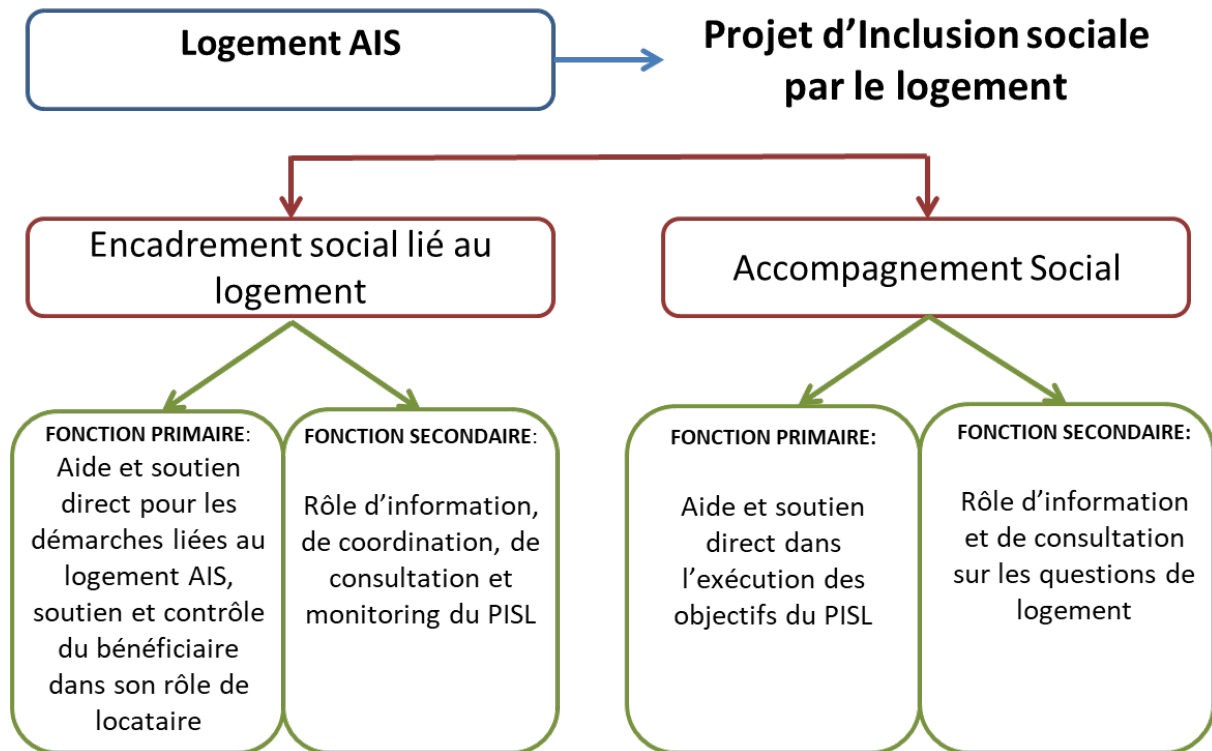 Logement AIS
Projet d’Inclusion sociale
par le logement
Encadrement social lié au
logement
Accompagnement Social
FONCTION PRIMAIRE:
Aide et soutien
direct pour les
démarches liées au
logement AIS,
soutien et contrôle
du bénéficiaire
dans son rôle de
locataire
FONCTION SECONDAIRE:
Rôle d’information,
de coordination, de
consultation et
monitoring du PISL
FONCTION PRIMAIRE:
Aide et soutien
direct dans
l’exécution des
objectifs du PISL
FONCTION SECONDAIRE:
Rôle d’information
et de consultation
sur les questions de
logement